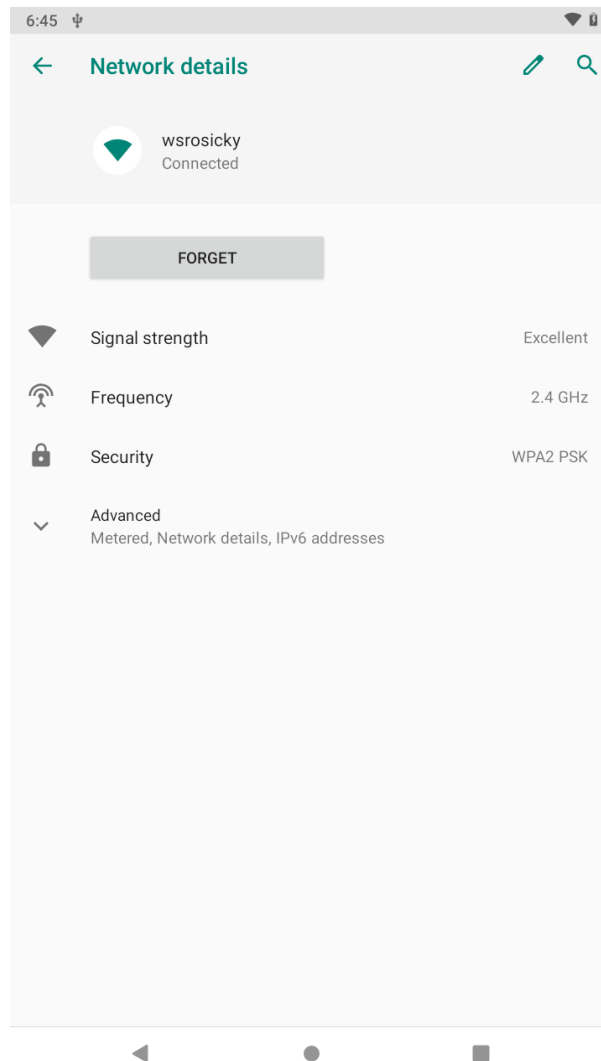 6:45
Network details
wsrosicky
Connected
FORGET
Signal strength
Excellent
Frequency
2.4 GHz
Security
WPA2 PSK
Advanced
Metered, Network details, IPv6 addresses